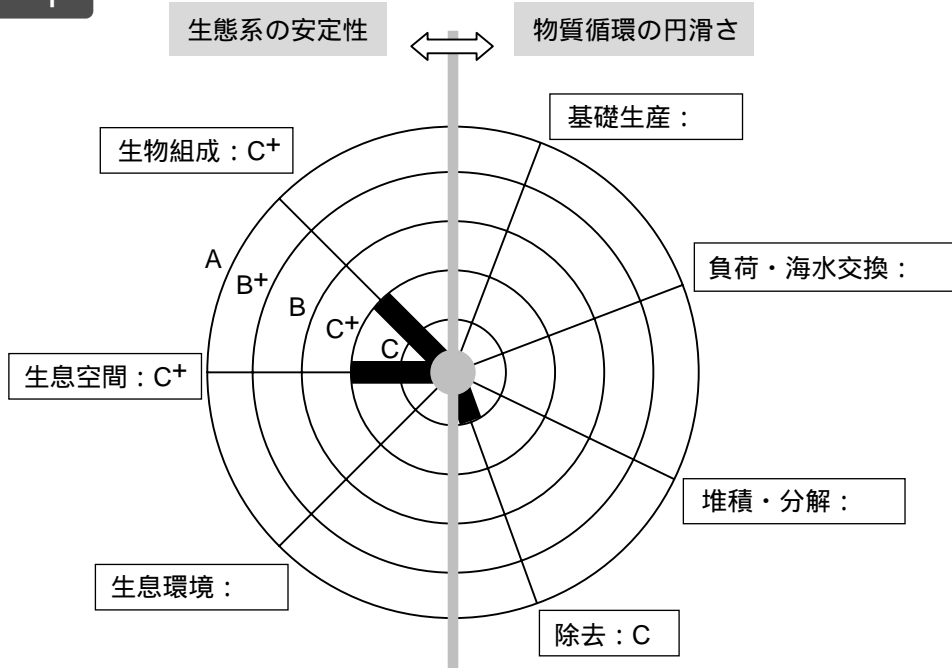 生態系の安定性
物質循環の円滑さ
基礎生産：
生物組成：C+
負荷・海水交換：
A
B+
B
C+
C
生息空間：C+
堆積・分解：
生息環境：
除去：C